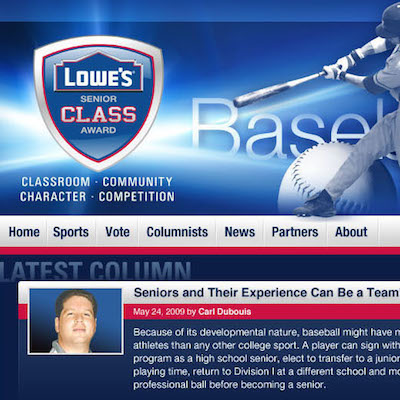 LOWE'S
SENIOR
CLASS
AWARD
Baseb
CLASSROOM · COMMUNITY
CHARACTER · COMPETITION
Home Sports Vote Columnists News Partners About
LATEST COLUMN
Seniors and Their Experience Can Be a Team'
May 24, 2009 by Carl Dubouis
Because of its developmental nature, baseball might have m
athletes than any other college sport. A player can sign with
program as a high school senior, elect to transfer to a junior
playing time, return to Division I at a different school and mo
professional ball before becoming a senior.